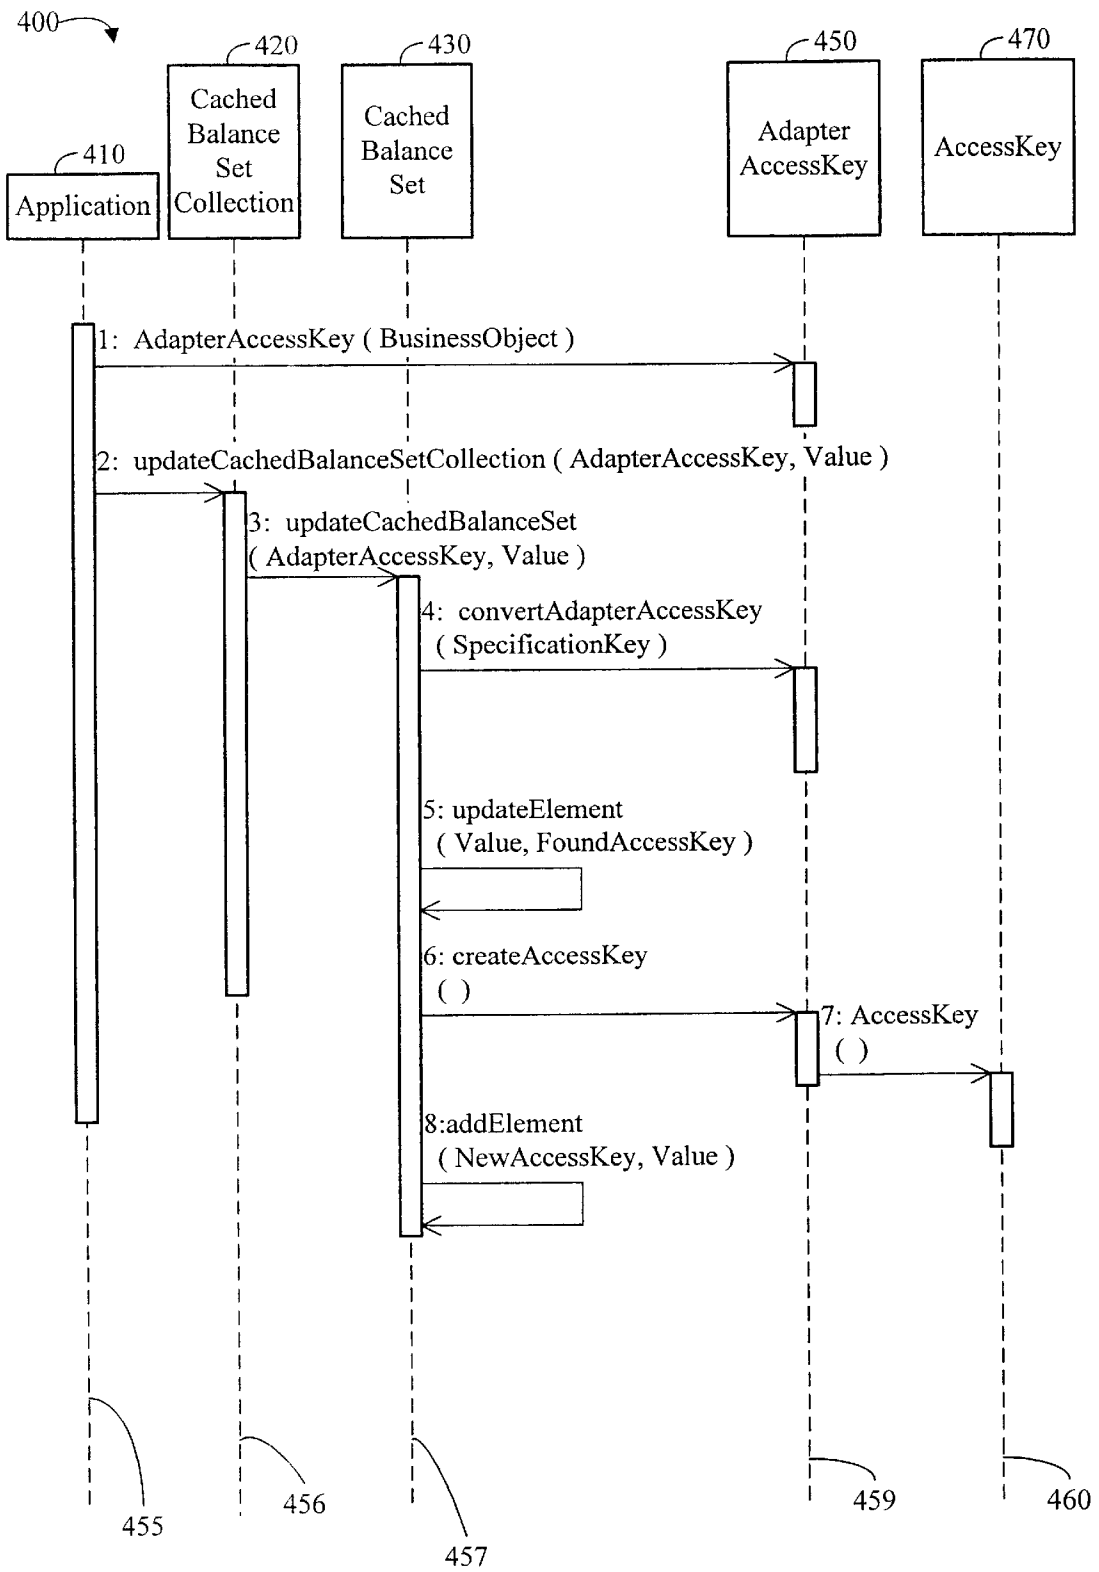 400
420
430
450
470
410
Application
Cached
Balance
Set
Collection
Cached
Balance
Set
Adapter
AccessKey
AccessKey
1: AdapterAccessKey ( BusinessObject )
2: updateCachedBalanceSetCollection ( AdapterAccessKey, Value )
3: updateCachedBalanceSet
( AdapterAccessKey, Value )
4: convertAdapterAccessKey
( SpecificationKey )
5: updateElement
( Value, FoundAccessKey )
6: createAccessKey
( )
7: AccessKey
( )
8:addElement
( NewAccessKey, Value )
455
456
457
459
460